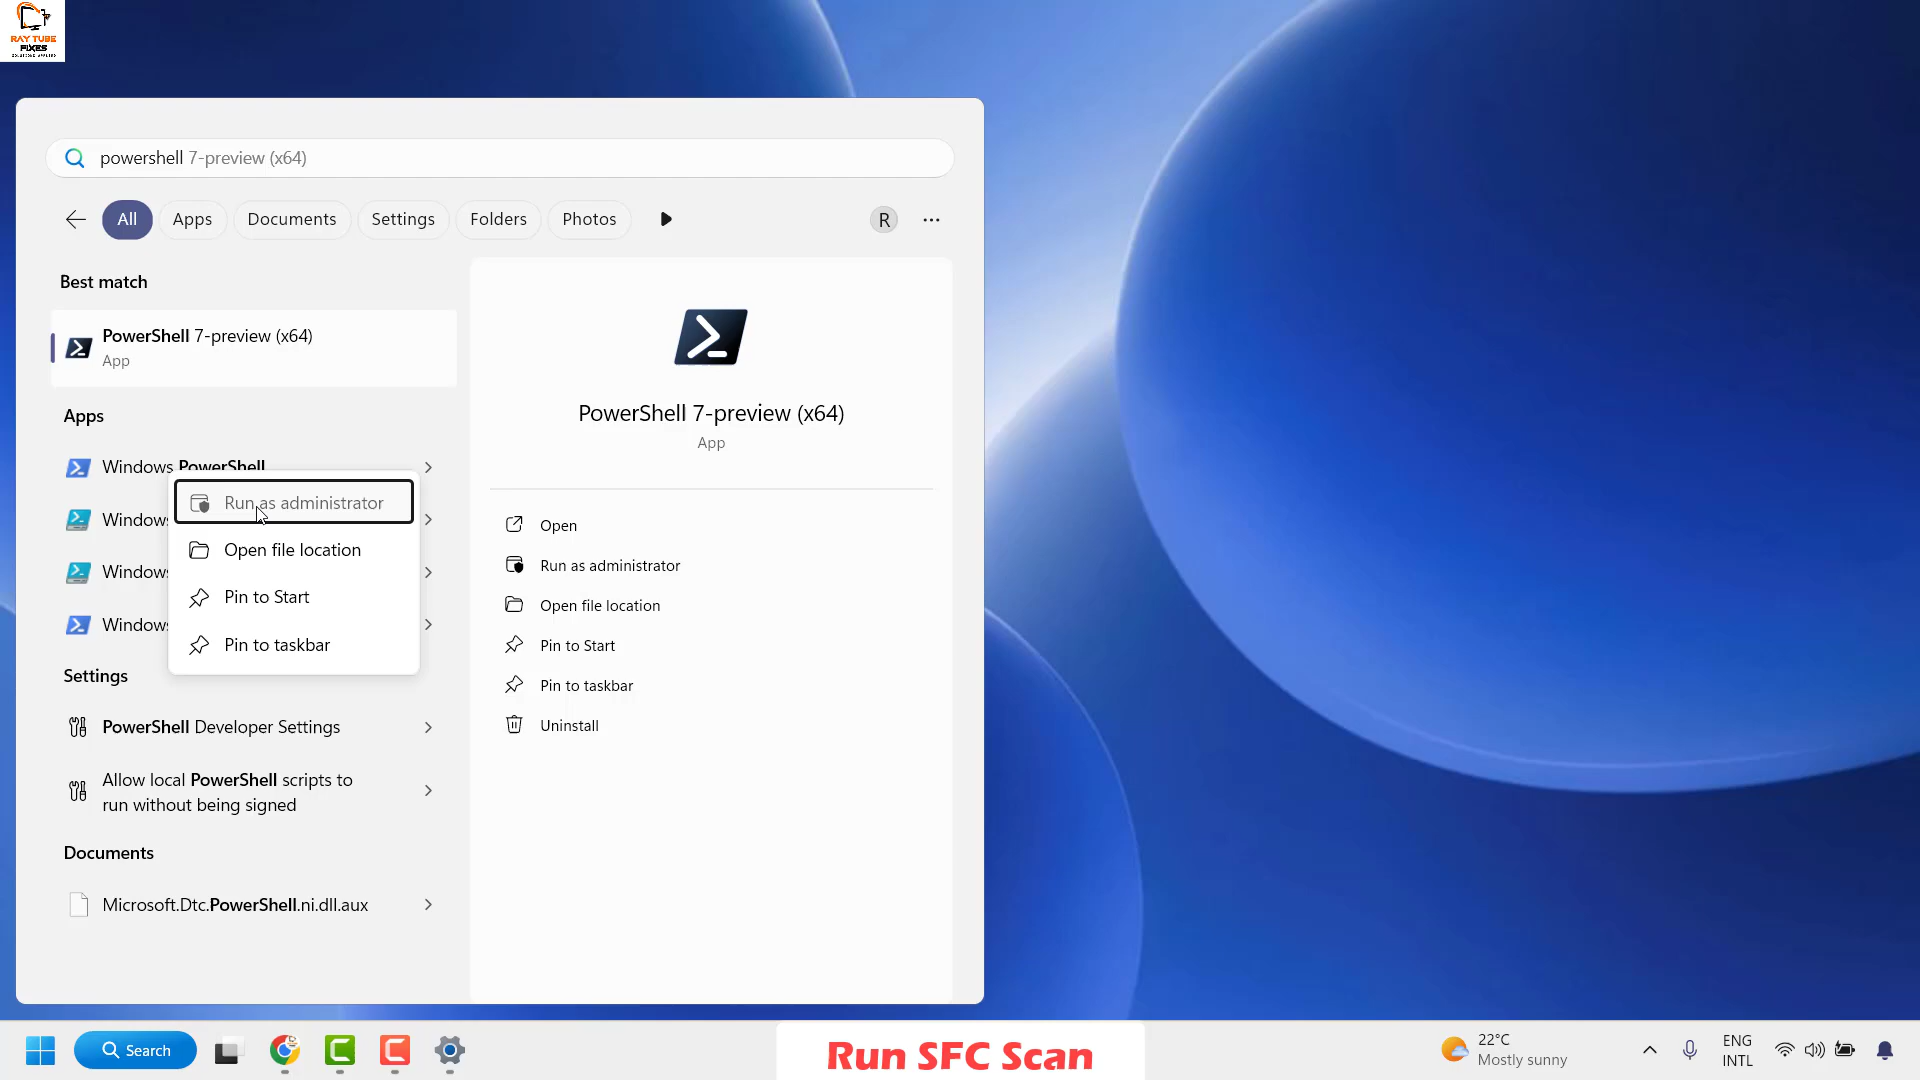 RAY TUBE
FIXES
powershell 7-preview (x64)
All
Apps
Documents
Settings
Folders
Photos
R
Best match
PowerShell 7-preview (x64)
App
Apps
Windows PowerShell
Windows
Windows
Windows
Run as administrator
Open file location
Pin to Start
Pin to taskbar
Settings
PowerShell Developer Settings
Allow local PowerShell scripts to
run without being signed
Documents
Microsoft.Dtc.PowerShell.ni.dll.aux
PowerShell 7-preview (x64)
App
Open
Run as administrator
Open file location
Pin to Start
Pin to taskbar
Uninstall
Search
Run SFC Scan
22°C
Mostly sunny
ENG
INTL